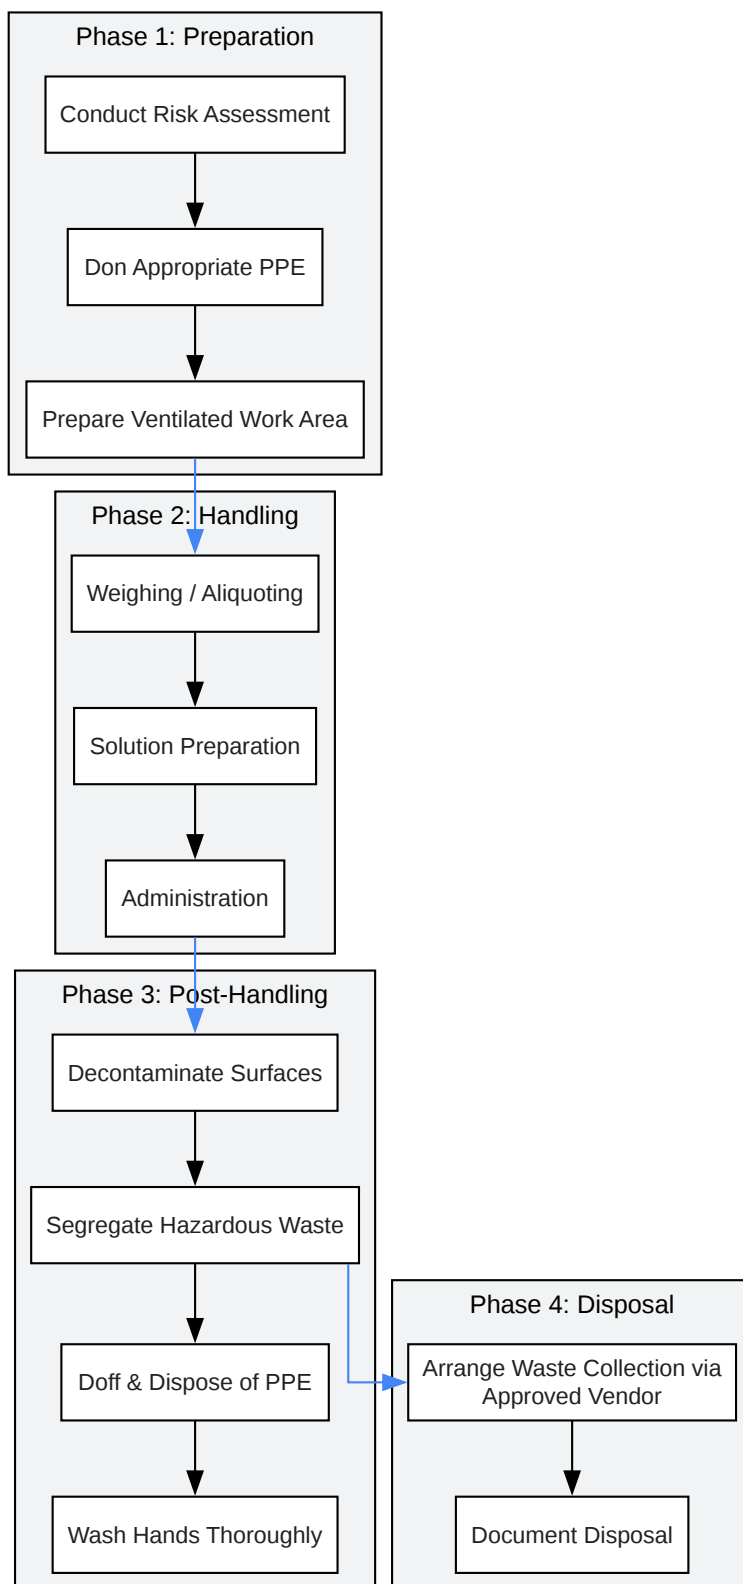 Phase 1: Preparation
Conduct Risk Assessment
Don Appropriate PPE
Prepare Ventilated Work Area
Phase 2: Handling
Weighing / Aliquoting
Solution Preparation
Administration
Phase 3: Post-Handling
Decontaminate Surfaces
Segregate Hazardous Waste
Doff & Dispose of PPE
Wash Hands Thoroughly
Phase 4: Disposal
Arrange Waste Collection via
Approved Vendor
Document Disposal